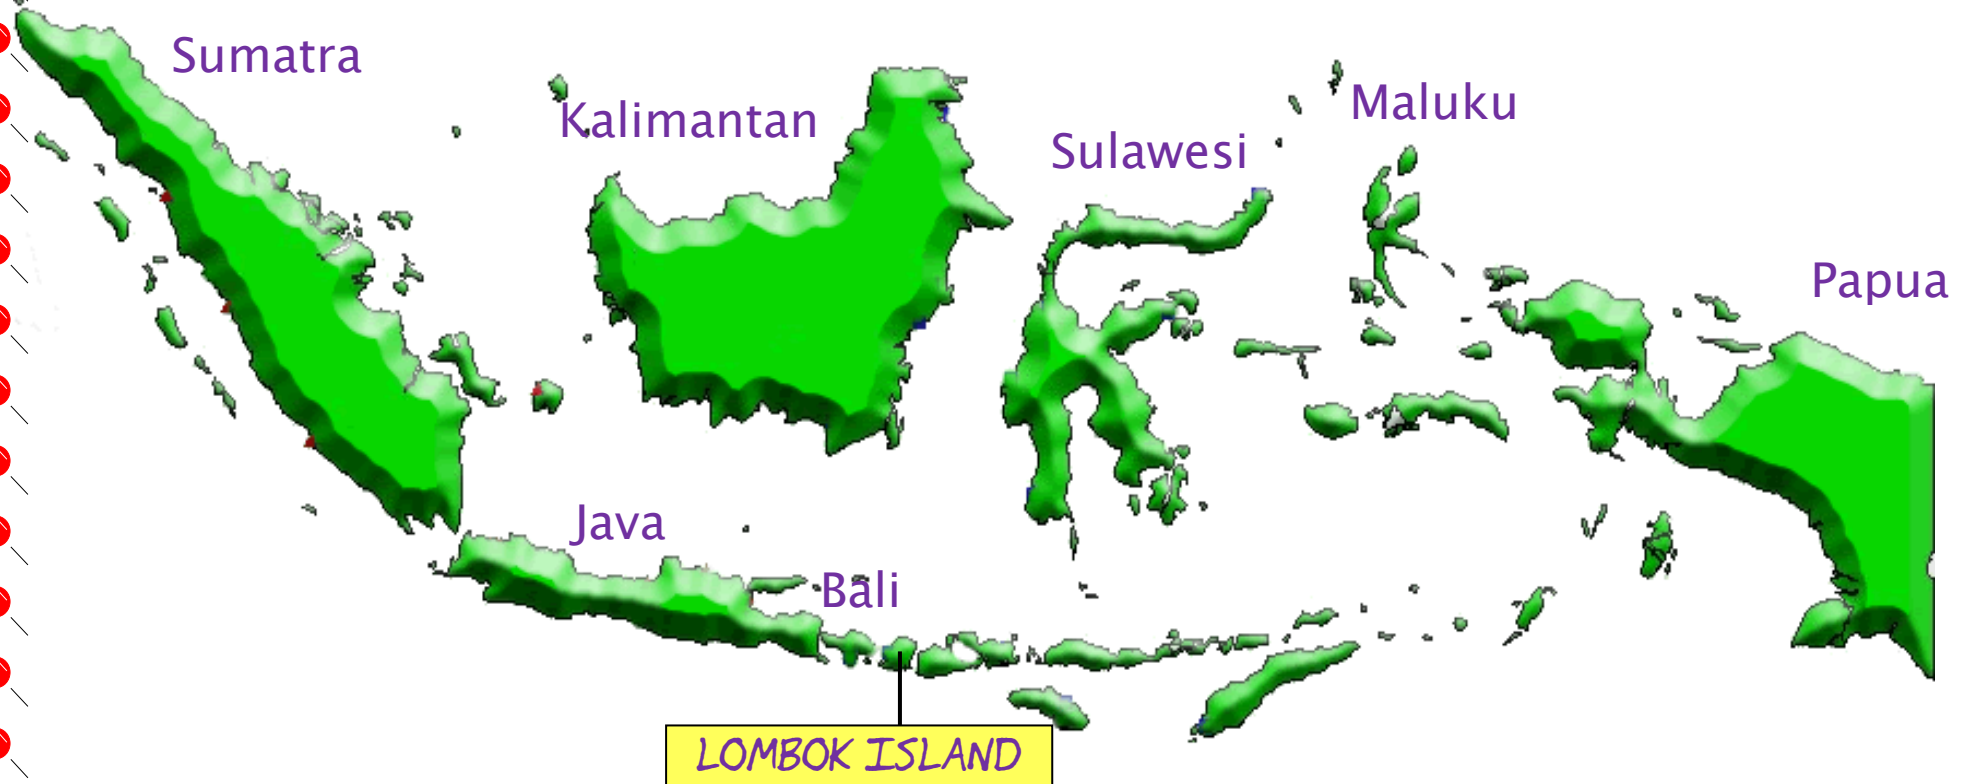 Sumatra
Kalimantan
Maluku
Sulawesi
Papua
Java
Bali
LOMBOK ISLAND